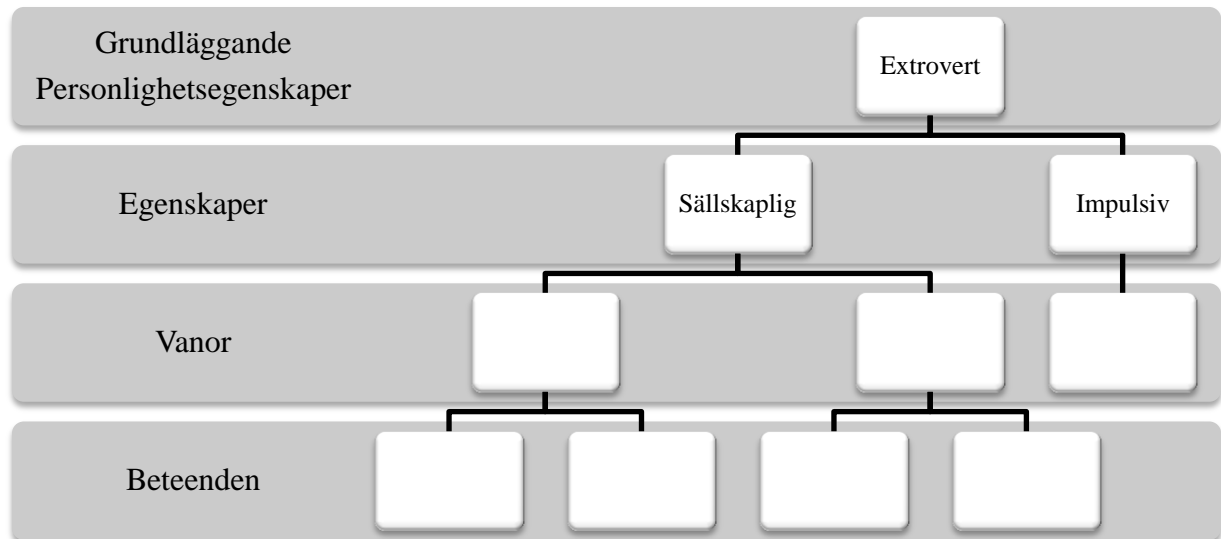 Grundläggande
Personlighetsegenskaper
Extrovert
Egenskaper
Sällskaplig
Impulsiv
Vanor
Beteenden